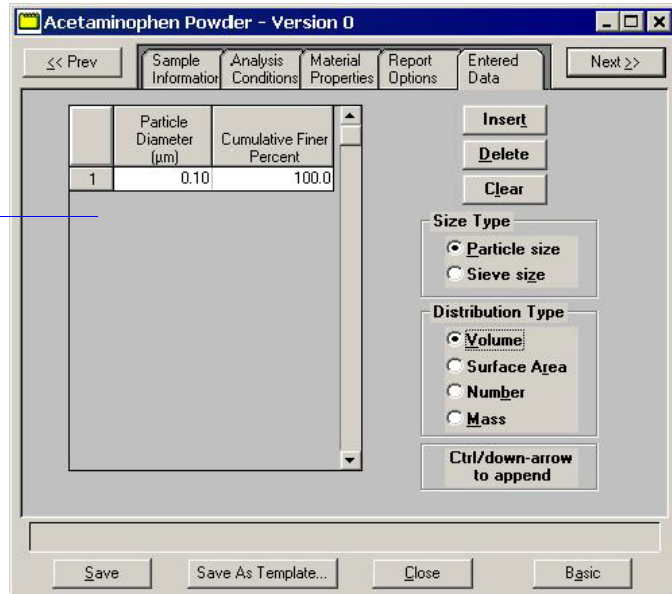 Acetaminophen Powder - Version 0
<< Prev
Sample Information
Analysis Conditions
Material Properties
Report Options
Entered Data
Next >>
Particle Diameter (µm)
Cumulative Finer Percent
1 0.10 100.0
Insert
Delete
Clear
Size Type
Particle size
Sieve size
Distribution Type
Volume
Surface Area
Number
Mass
Ctrl/down-arrow
to append
Save
Save As Template...
Close
Basic